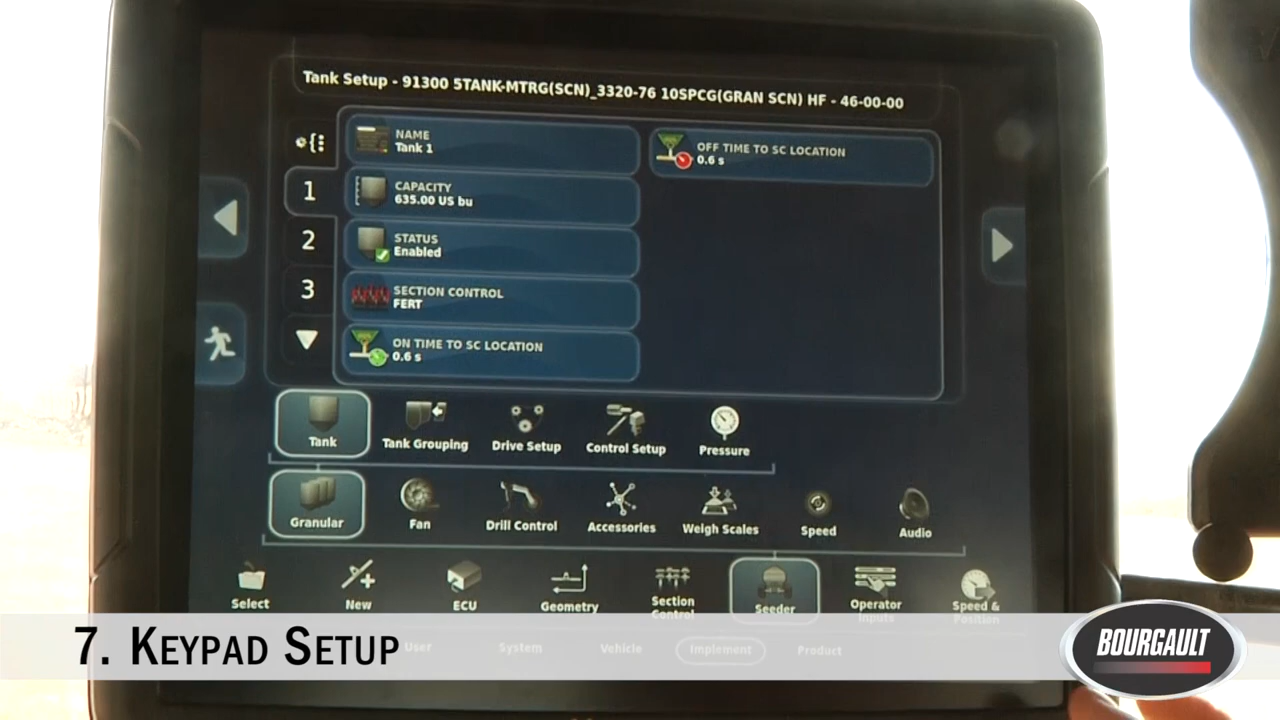 Tank Setup - 91300 5TANK-MTRG(SCN)_3320-76 10SPCG(GRAN SCN) HF - 46-00-00
NAME
Tank 1
OFF TIME TO SC LOCATION
0.6 s
1
CAPACITY
635.00 US bu
2
STATUS
Enabled
3
SECTION CONTROL
FERT
ON TIME TO SC LOCATION
0.6 s
Tank
Tank Grouping
Drive Setup
Control Setup
Pressure
Granular
Fan
Drill Control
Accessories
Weigh Scales
Speed
Audio
Select
New
ECU
Geometry
Section
Control
Seeder
Operator
Inputs
Speed &
Position
User
System
Vehicle
Implement
Product
7. KEYPAD SETUP
BOURGAULT